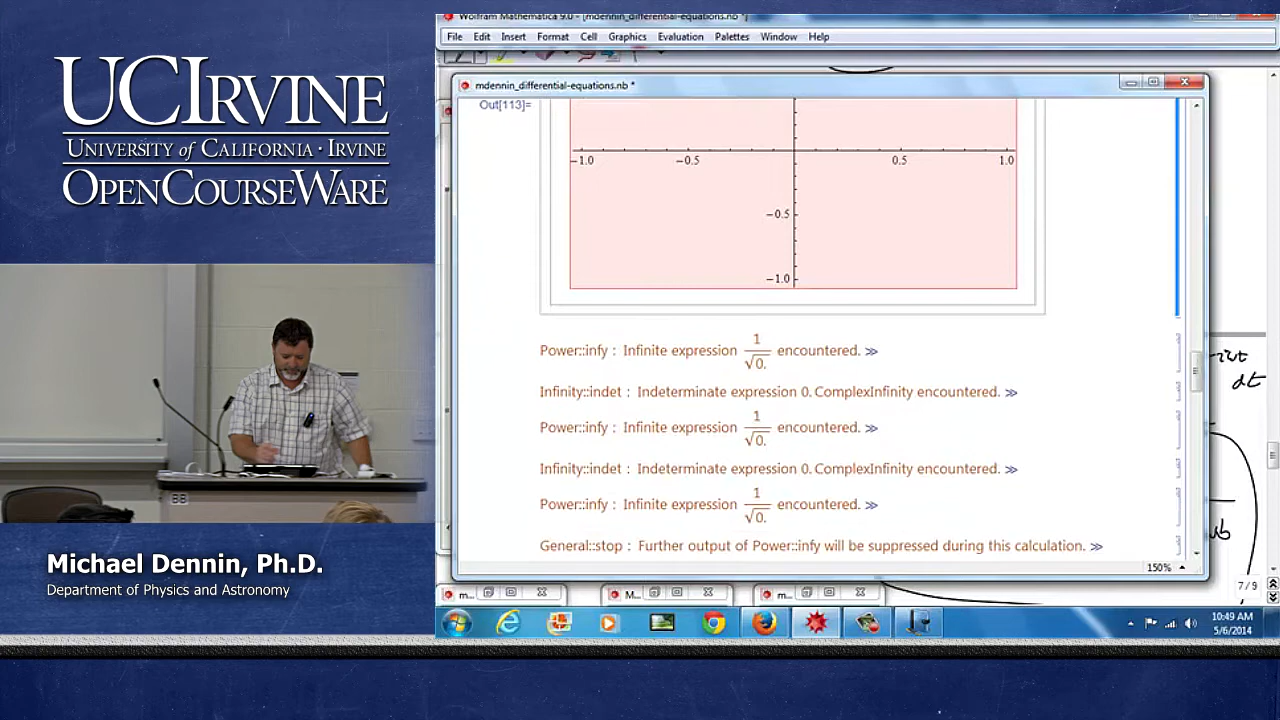 UCIRVINE
UNIVERSITY of CALIFORNIA · IRVINE
OPENCOURSEWARE
Michael Dennin, Ph.D.
Department of Physics and Astronomy
Wolfram Mathematica 9.0 - [mdennin_differential-equations.nb *]
File Edit Insert Format Cell Graphics Evaluation Palettes Window Help
mdennin_differential-equations.nb *
Out[113]=
−1.0 −0.5 0.5 1.0
−0.5
−1.0
Power::infy : Infinite expression 1/√0. encountered. ≫
Infinity::indet : Indeterminate expression 0. ComplexInfinity encountered. ≫
Power::infy : Infinite expression 1/√0. encountered. ≫
Infinity::indet : Indeterminate expression 0. ComplexInfinity encountered. ≫
Power::infy : Infinite expression 1/√0. encountered. ≫
General::stop : Further output of Power::infy will be suppressed during this calculation. ≫
150%
dt
7 / 9
m... M... m...
10:49 AM
5/6/2014